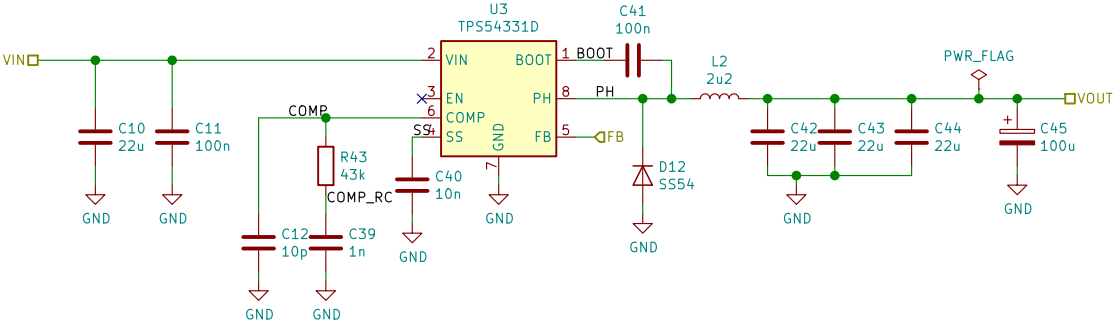 U3
TPS54331D
VIN
2
VIN
BOOT
1
BOOT
C41
100n
3
EN
PH
8
PH
L2
2u2
PWR_FLAG
VOUT
COMP
6
COMP
SS
4
SS
GND
7
FB
5
FB
C10
22u
C11
100n
R43
43k
COMP_RC
C40
10n
D12
SS54
C42
22u
C43
22u
C44
22u
+
C45
100u
GND
GND
GND
GND
GND
GND
GND
C12
10p
C39
1n
GND
GND